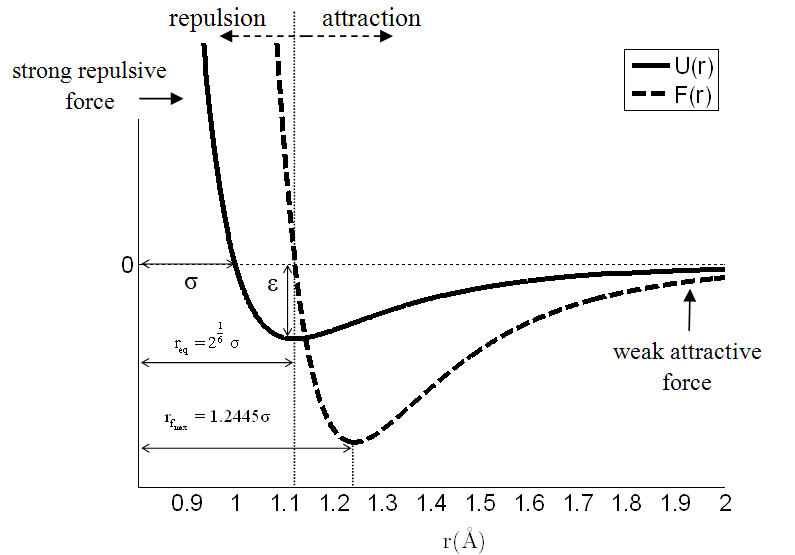 repulsion
attraction
strong repulsive
force
U(r)
F(r)
0
σ
ε
r_eq = 2^(1/6) σ
r_fmax = 1.2445σ
weak attractive
force
0.9 1 1.1 1.2 1.3 1.4 1.5 1.6 1.7 1.8 1.9 2
r(Å)